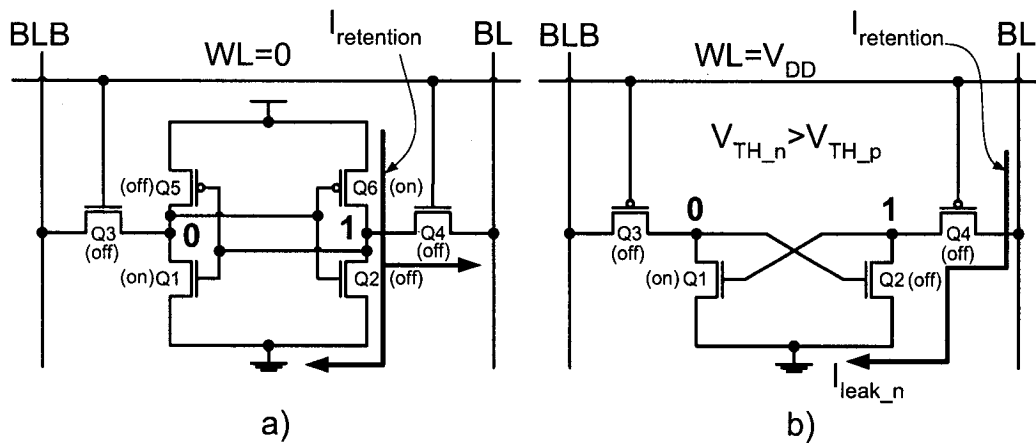 BLB
WL=0
I_retention
BL
(off) Q5
Q6 (on)
0
1
Q3
(off)
Q4
(off)
(on) Q1
Q2 (off)
a)
BLB
WL=V_DD
I_retention
BL
V_TH_n>V_TH_p
0
1
Q3
(off)
Q4
(off)
Q1
(on)
Q2 (off)
I_leak_n
b)